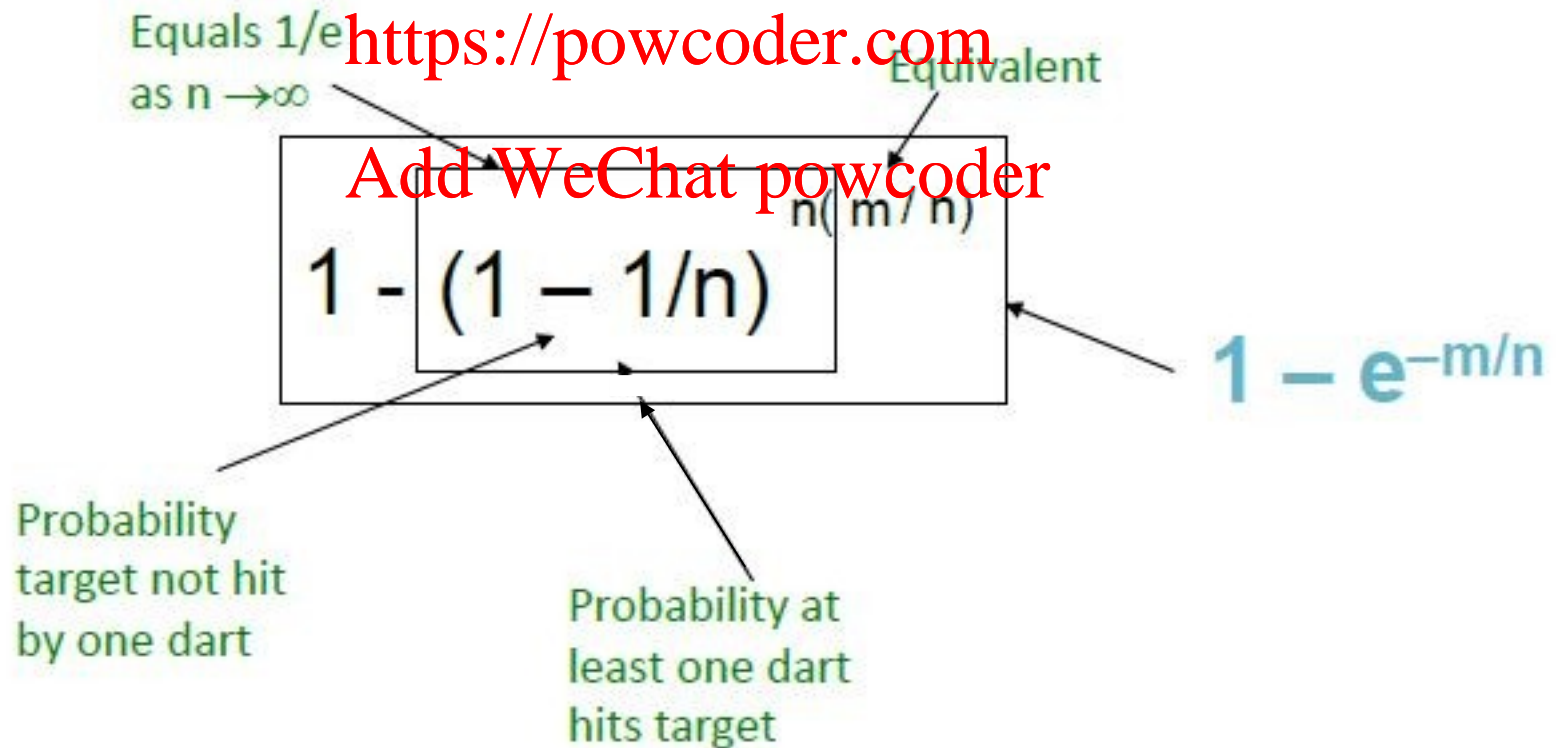 Equals 1/e
https://powcoder.com
Equivalent
as n →∞
Add WeChat powcoder
1 - (1 – 1/n) n( m / n)
1 – e–m/n
Probability
target not hit
by one dart
Probability at
least one dart
hits target